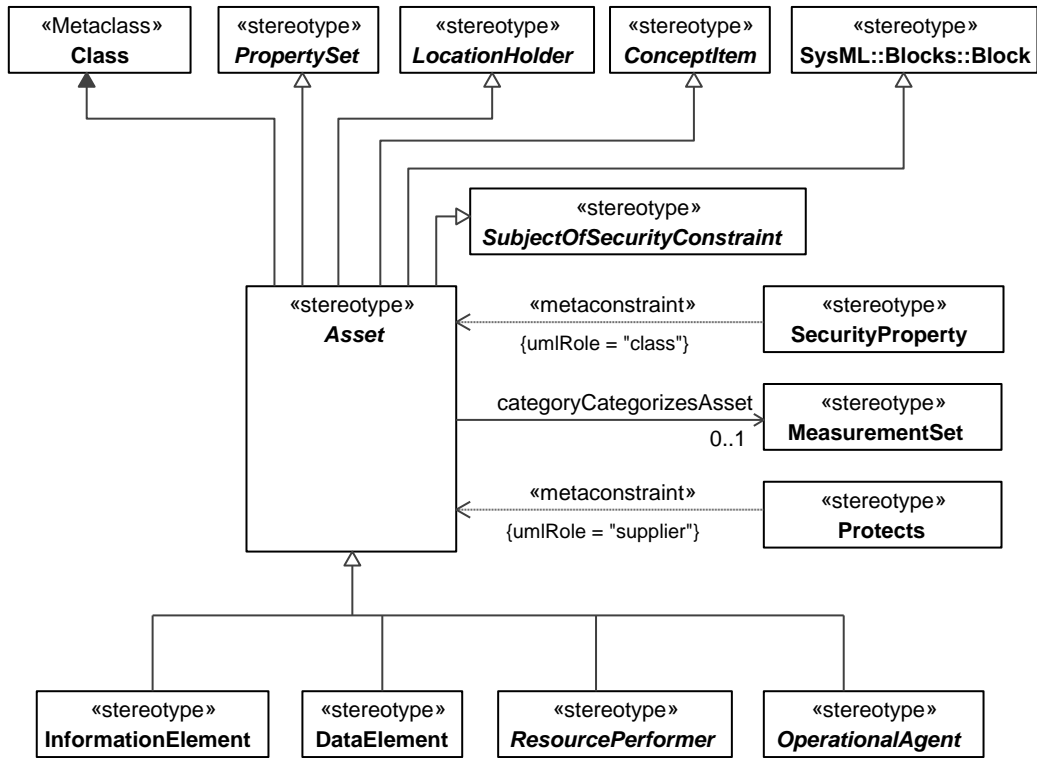 «Metaclass»
Class
«stereotype»
PropertySet
«stereotype»
LocationHolder
«stereotype»
ConceptItem
«stereotype»
SysML::Blocks::Block
«stereotype»
SubjectOfSecurityConstraint
«stereotype»
Asset
«metaconstraint»
{umlRole = "class"}
«stereotype»
SecurityProperty
categoryCategorizesAsset
0..1
«stereotype»
MeasurementSet
«metaconstraint»
{umlRole = "supplier"}
«stereotype»
Protects
«stereotype»
InformationElement
«stereotype»
DataElement
«stereotype»
ResourcePerformer
«stereotype»
OperationalAgent